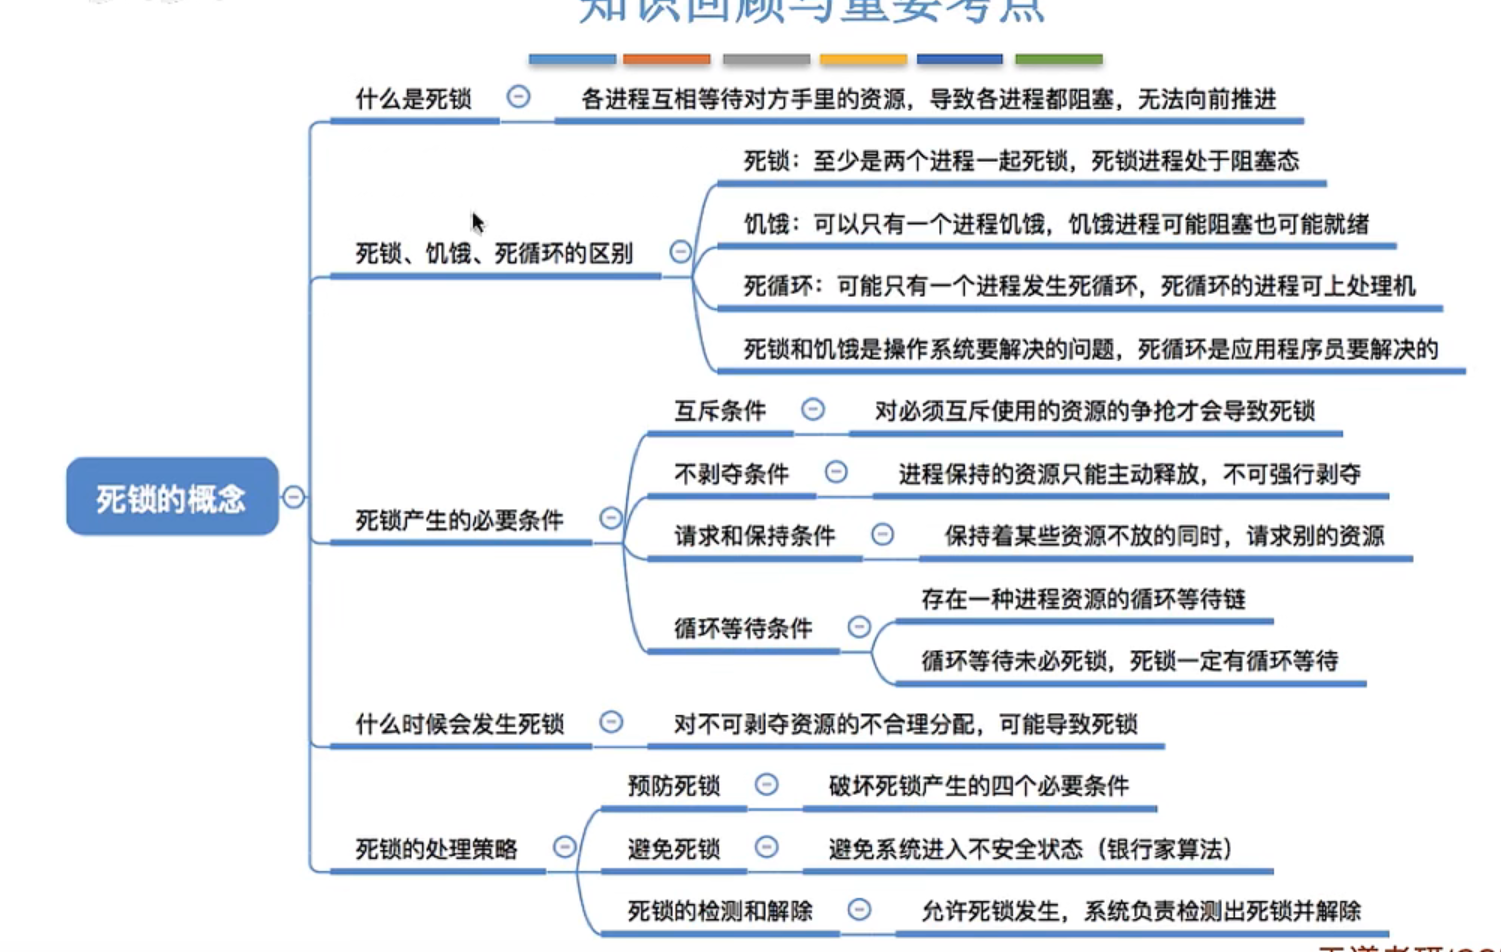 知识回顾与重要考点
什么是死锁
各进程互相等待对方手里的资源，导致各进程都阻塞，无法向前推进
死锁、饥饿、死循环的区别
死锁：至少是两个进程一起死锁，死锁进程处于阻塞态
饥饿：可以只有一个进程饥饿，饥饿进程可能阻塞也可能就绪
死循环：可能只有一个进程发生死循环，死循环的进程可上处理机
死锁和饥饿是操作系统要解决的问题，死循环是应用程序员要解决的
死锁的概念
死锁产生的必要条件
互斥条件
对必须互斥使用的资源的争抢才会导致死锁
不剥夺条件
进程保持的资源只能主动释放，不可强行剥夺
请求和保持条件
保持着某些资源不放的同时，请求别的资源
循环等待条件
存在一种进程资源的循环等待链
循环等待未必死锁，死锁一定有循环等待
什么时候会发生死锁
对不可剥夺资源的不合理分配，可能导致死锁
死锁的处理策略
预防死锁
破坏死锁产生的四个必要条件
避免死锁
避免系统进入不安全状态（银行家算法）
死锁的检测和解除
允许死锁发生，系统负责检测出死锁并解除